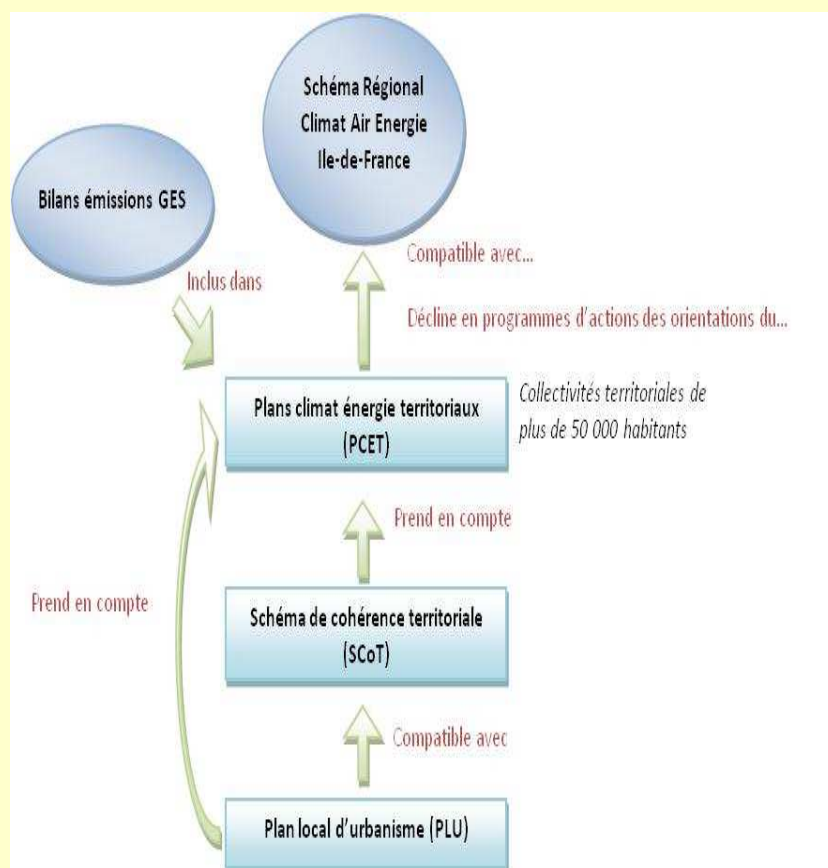 Schéma Régional
Climat Air Energie
Ile-de-France
Bilans émissions GES
Compatible avec...
Inclus dans
Décline en programmes d'actions des orientations du...
Plans climat énergie territoriaux
(PCET)
Collectivités territoriales de
plus de 50 000 habitants
Prend en compte
Prend en compte
Schéma de cohérence territoriale
(SCoT)
Compatible avec
Plan local d'urbanisme (PLU)